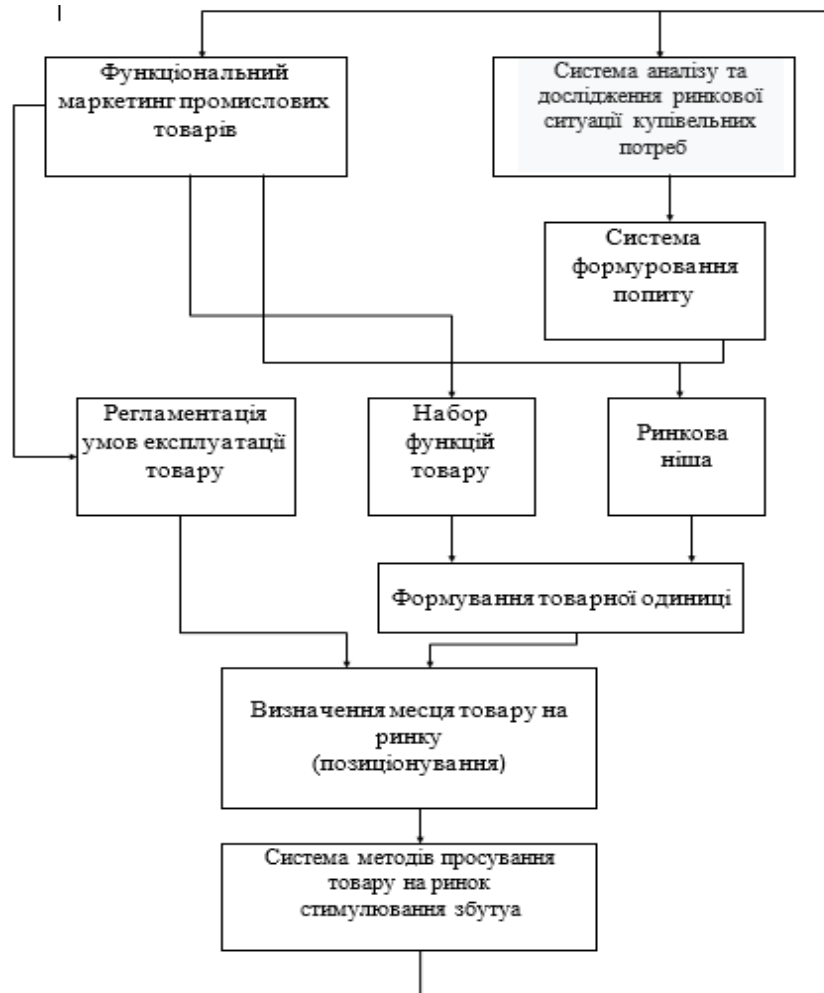 Функціональний
маркетинг промислових
товарів
Система аналізу та
дослідження ринкової
ситуації купівельних
потреб
Система
формуровання
попиту
Регламентація
умов експлуатації
товару
Набор
функцій
товару
Ринкова
ніша
Формування товарної одиниці
Визначення месця товару на
ринку
(позиціонування)
Система методів просування
товару на ринок
стимулювання збутуа